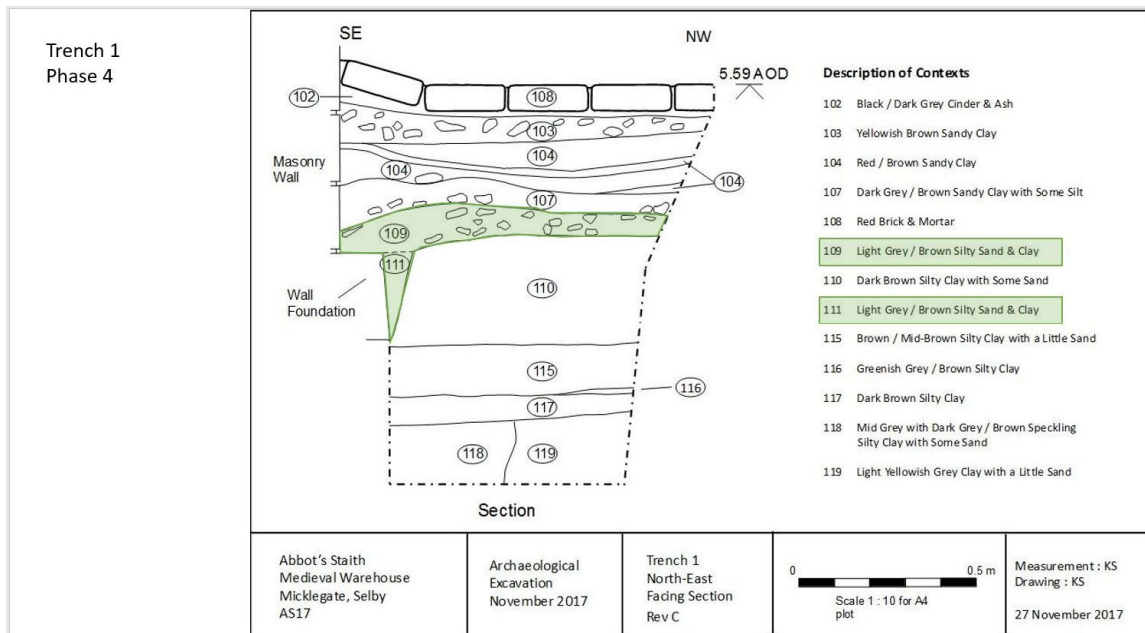 Trench 1
Phase 4
SE
NW
5.59 AOD
102
108
103
104
104
104
Masonry
Wall
107
109
111
Wall
Foundation
110
115
116
117
118
119
Section
Description of Contexts
102 Black / Dark Grey Cinder & Ash
103 Yellowish Brown Sandy Clay
104 Red / Brown Sandy Clay
107 Dark Grey / Brown Sandy Clay with Some Silt
108 Red Brick & Mortar
109 Light Grey / Brown Silty Sand & Clay
110 Dark Brown Silty Clay with Some Sand
111 Light Grey / Brown Silty Sand & Clay
115 Brown / Mid-Brown Silty Clay with a Little Sand
116 Greenish Grey / Brown Silty Clay
117 Dark Brown Silty Clay
118 Mid Grey with Dark Grey / Brown Speckling
Silty Clay with Some Sand
119 Light Yellowish Grey Clay with a Little Sand
Abbot's Staith
Medieval Warehouse
Micklegate, Selby
AS17
Archaeological
Excavation
November 2017
Trench 1
North-East
Facing Section
Rev C
0
0.5 m
Scale 1 : 10 for A4
plot
Measurement : KS
Drawing : KS
27 November 2017